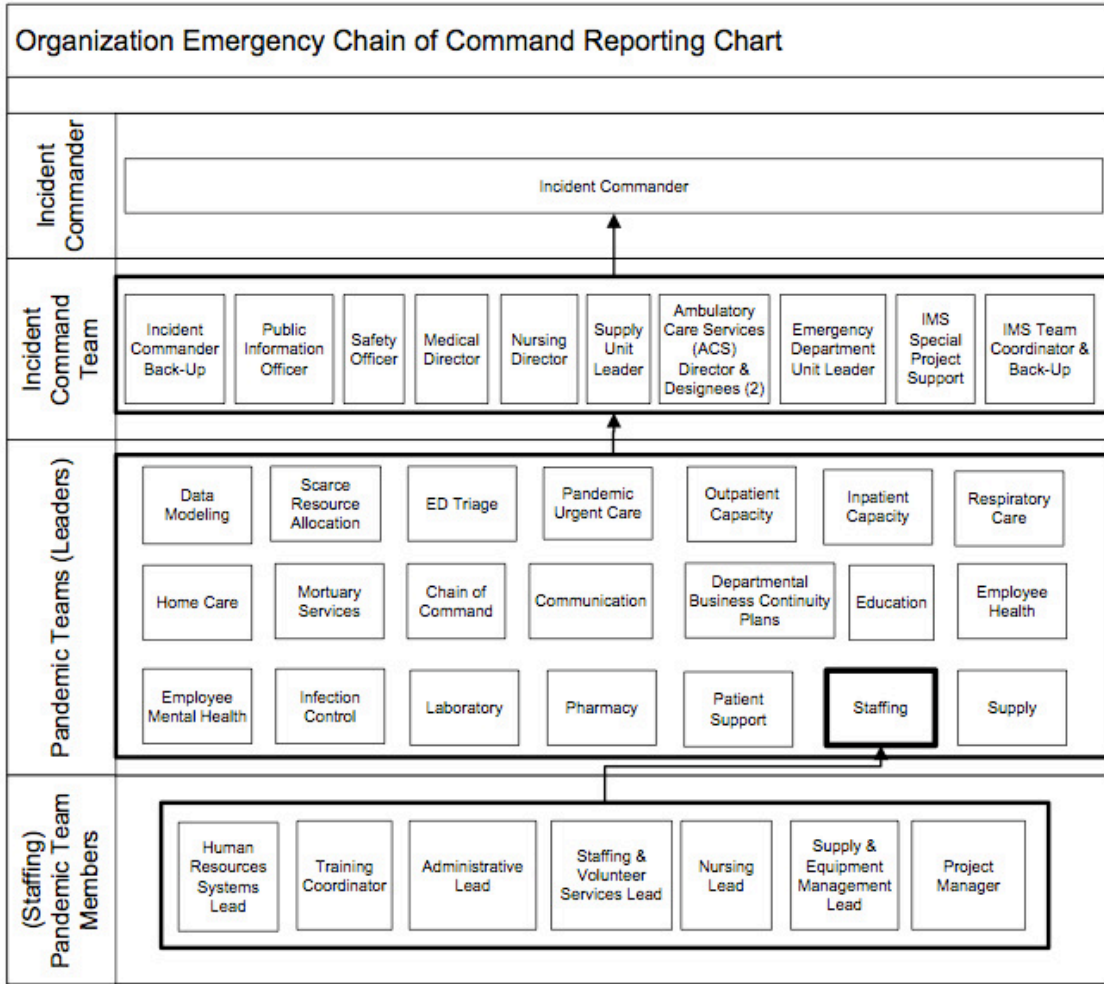 Organization Emergency Chain of Command Reporting Chart
Incident
Commander
Incident Commander
Incident
Command
Team
Incident
Commander
Back-Up
Public
Information
Officer
Safety
Officer
Medical
Director
Nursing
Director
Supply
Unit
Leader
Ambulatory
Care Services
(ACS)
Director &
Designees (2)
Emergency
Department
Unit Leader
IMS
Special
Project
Support
IMS Team
Coordinator &
Back-Up
Pandemic Teams (Leaders)
Data
Modeling
Scarce
Resource
Allocation
ED Triage
Pandemic
Urgent Care
Outpatient
Capacity
Inpatient
Capacity
Respiratory
Care
Home Care
Mortuary
Services
Chain of
Command
Communication
Departmental
Business Continuity
Plans
Education
Employee
Health
Employee
Mental Health
Infection
Control
Laboratory
Pharmacy
Patient
Support
Staffing
Supply
(Staffing)
Pandemic Team
Members
Human
Resources
Systems
Lead
Training
Coordinator
Administrative
Lead
Staffing &
Volunteer
Services Lead
Nursing
Lead
Supply &
Equipment
Management
Lead
Project
Manager